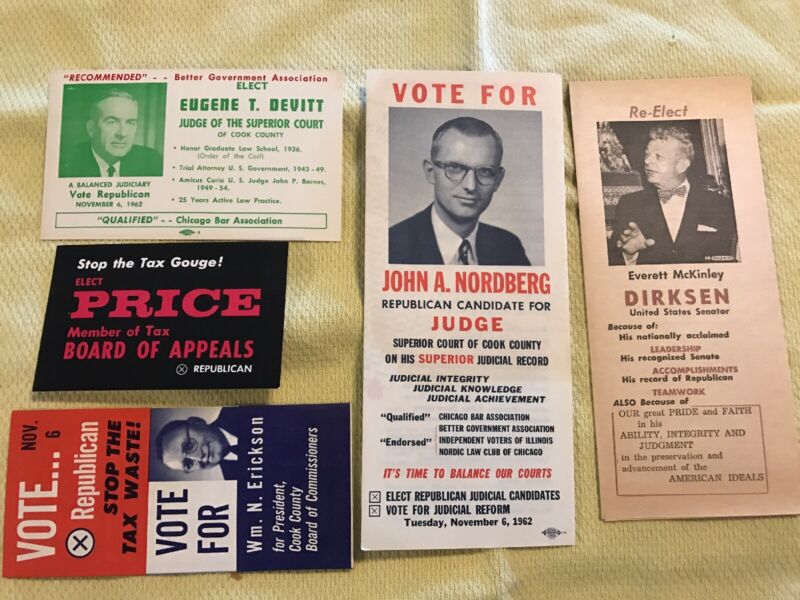 "RECOMMENDED" - - Better Government Association
ELECT
EUGENE T. DEVITT
JUDGE OF THE SUPERIOR COURT
OF COOK COUNTY
• Honor Graduate Law School, 1936.
(Order of the Coif)
• Trial Attorney U. S. Government, 1943 - 49.
• Amicus Curia U. S. Judge John P. Barnes,
1949 - 54.
• 25 Years Active Law Practice.
A BALANCED JUDICIARY
Vote Republican
NOVEMBER 6, 1962
"QUALIFIED" - - Chicago Bar Association
Stop the Tax Gouge!
ELECT
PRICE
Member of Tax
BOARD OF APPEALS
REPUBLICAN
VOTE... NOV. 6
Republican
STOP THE
TAX WASTE!
VOTE
FOR
Wm. N. Erickson
for President,
Cook County
Board of Commissioners
VOTE FOR
JOHN A. NORDBERG
REPUBLICAN CANDIDATE FOR
JUDGE
SUPERIOR COURT OF COOK COUNTY
ON HIS SUPERIOR JUDICIAL RECORD
JUDICIAL INTEGRITY
JUDICIAL KNOWLEDGE
JUDICIAL ACHIEVEMENT
"Qualified" CHICAGO BAR ASSOCIATION
BETTER GOVERNMENT ASSOCIATION
"Endorsed" INDEPENDENT VOTERS OF ILLINOIS
NORDIC LAW CLUB OF CHICAGO
IT'S TIME TO BALANCE OUR COURTS
ELECT REPUBLICAN JUDICIAL CANDIDATES
VOTE FOR JUDICIAL REFORM
Tuesday, November 6, 1962
Re-Elect
Everett McKinley
DIRKSEN
United States Senator
Because of:
His nationally acclaimed
LEADERSHIP
His recognized Senate
ACCOMPLISHMENTS
His record of Republican
TEAMWORK
ALSO Because of
OUR great PRIDE and FAITH
in his
ABILITY, INTEGRITY AND
JUDGMENT
in the preservation and
advancement of the
AMERICAN IDEALS